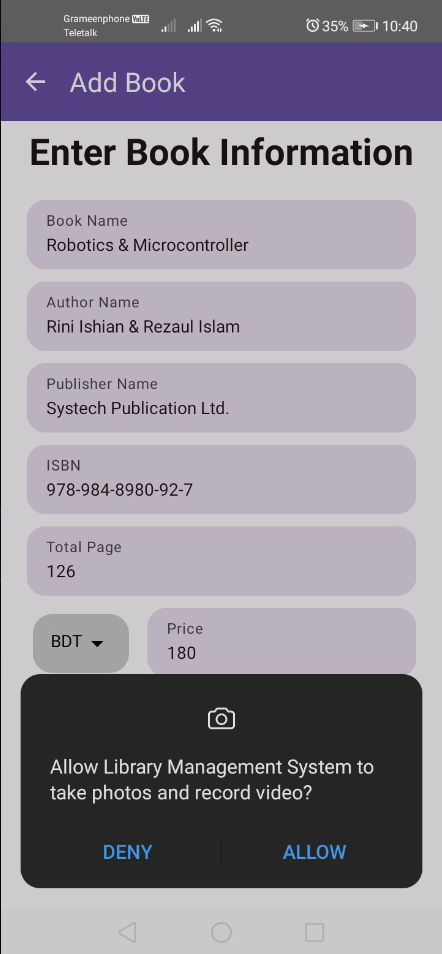 Grameenphone VoLTE
Teletalk
35% 10:40
Add Book
Enter Book Information
Book Name
Robotics & Microcontroller
Author Name
Rini Ishian & Rezaul Islam
Publisher Name
Systech Publication Ltd.
ISBN
978-984-8980-92-7
Total Page
126
BDT
Price
180
Allow Library Management System to
take photos and record video?
DENY ALLOW